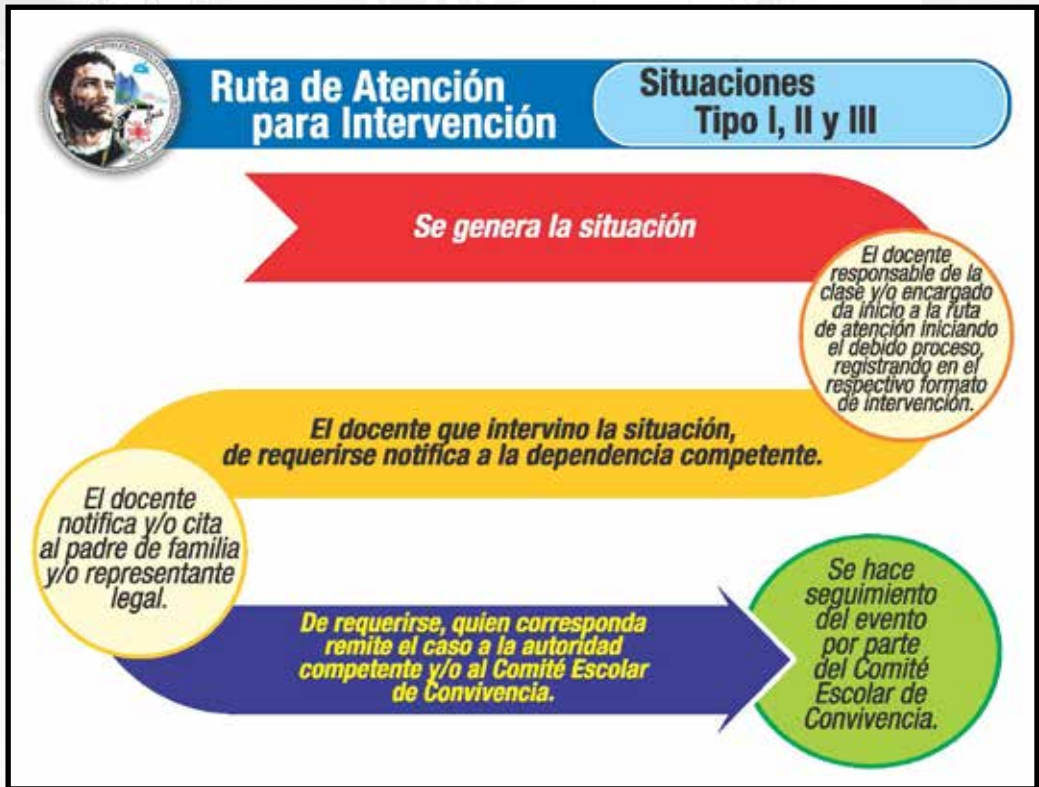 Ruta de Atención
para Intervención
Situaciones
Tipo I, II y III
Se genera la situación
El docente
responsable de la
clase y/o encargado
da inicio a la ruta
de atención iniciando
el debido proceso,
registrando en el
respectivo formato
de intervención.
El docente que intervino la situación,
de requerirse notifica a la dependencia competente.
El docente
notifica y/o cita
al padre de familia
y/o representante
legal.
De requerirse, quien corresponda
remite el caso a la autoridad
competente y/o al Comité Escolar
de Convivencia.
Se hace
seguimiento
del evento
por parte
del Comité
Escolar de
Convivencia.